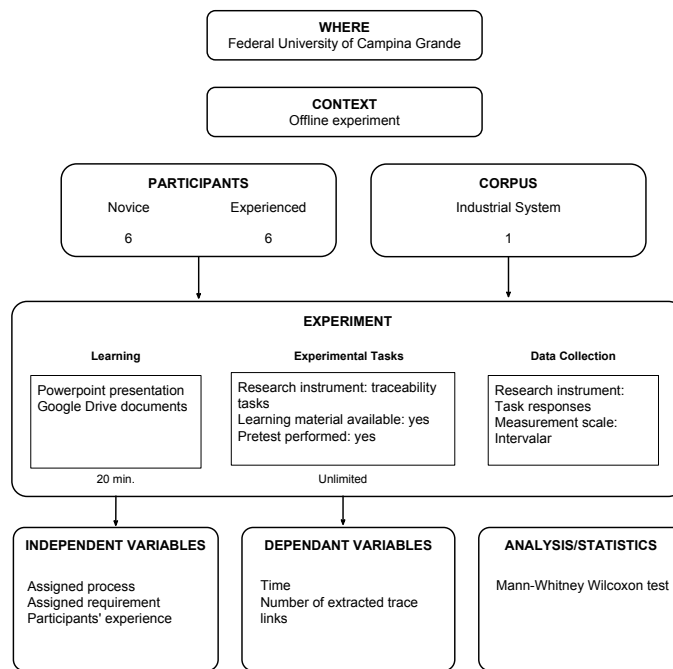 WHERE
Federal University of Campina Grande
CONTEXT
Offline experiment
PARTICIPANTS
Novice Experienced
6 6
CORPUS
Industrial System
1
EXPERIMENT
Learning
Powerpoint presentation
Google Drive documents
20 min.
Experimental Tasks
Research instrument: traceability
tasks
Learning material available: yes
Pretest performed: yes
Unlimited
Data Collection
Research instrument:
Task responses
Measurement scale:
Intervalar
INDEPENDENT VARIABLES
Assigned process
Assigned requirement
Participants' experience
DEPENDANT VARIABLES
Time
Number of extracted trace
links
ANALYSIS/STATISTICS
Mann-Whitney Wilcoxon test